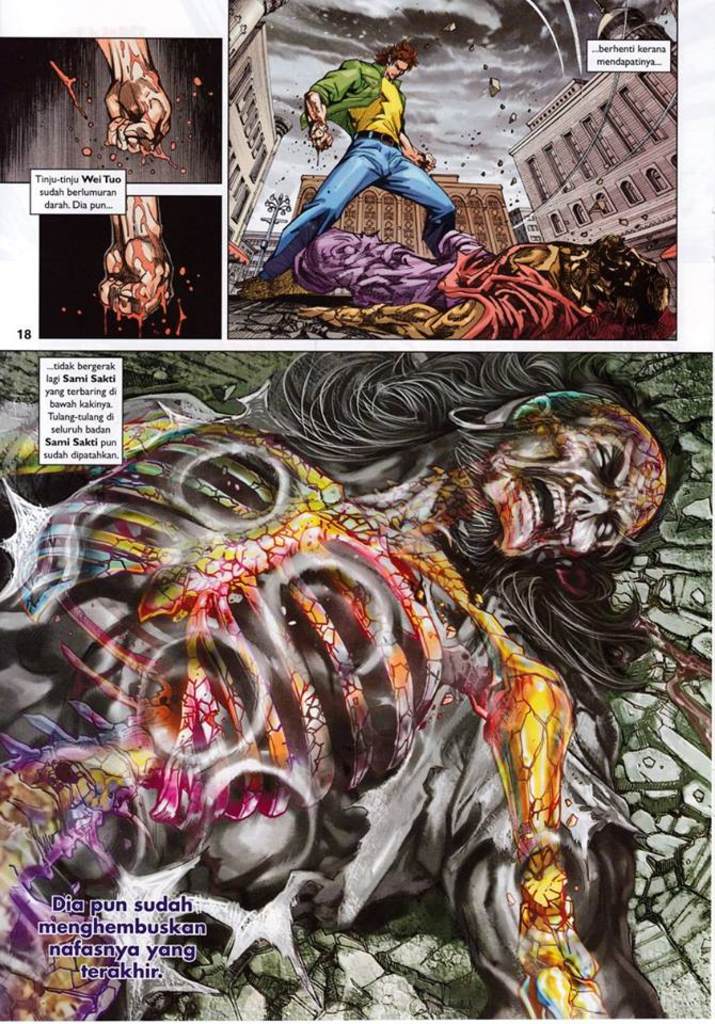 Tinju-tinju Wei Tuo
sudah berlumuran
darah. Dia pun...
...berhenti kerana
mendapatinya...
18
...tidak bergerak
lagi Sami Sakti
yang terbaring di
bawah kakinya.
Tulang-tulang di
seluruh badan
Sami Sakti pun
sudah dipatahkan.
Dia pun sudah
menghembuskan
nafasnya yang
terakhir.